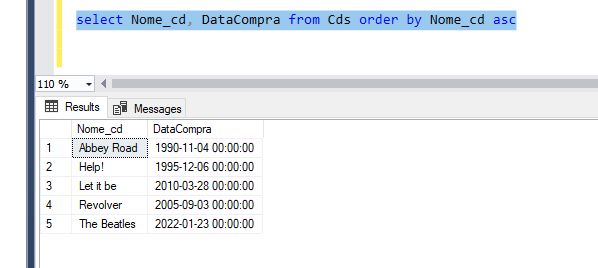 select Nome_cd, DataCompra from Cds order by Nome_cd asc
110 %
Results Messages
Nome_cd DataCompra
1 Abbey Road 1990-11-04 00:00:00
2 Help! 1995-12-06 00:00:00
3 Let it be 2010-03-28 00:00:00
4 Revolver 2005-09-03 00:00:00
5 The Beatles 2022-01-23 00:00:00